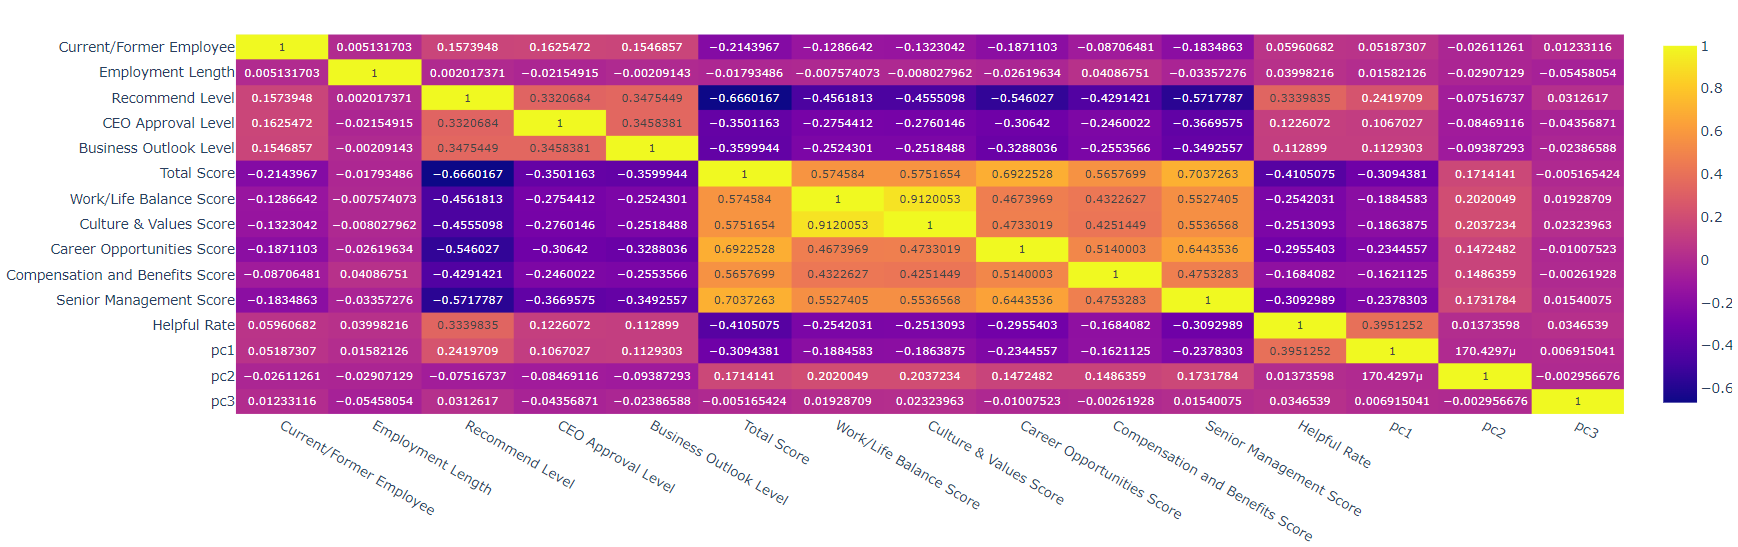 Current/Former Employee 1 0.005131703 0.1573948 0.1625472 0.1546857 −0.2143967 −0.1286642 −0.1323042 −0.1871103 −0.08706481 −0.1834863 0.05960682 0.05187307 −0.02611261 0.01233116 1
Employment Length 0.005131703 1 0.002017371 −0.02154915 −0.00209143 −0.01793486 −0.007574073 −0.008027962 −0.02619634 0.04086751 −0.03357276 0.03998216 0.01582126 −0.02907129 −0.05458054
0.8
Recommend Level 0.1573948 0.002017371 1 0.3320684 0.3475449 −0.6660167 −0.4561813 −0.4555098 −0.546027 −0.4291421 −0.5717787 0.3339835 0.2419709 −0.07516737 0.0312617
CEO Approval Level 0.1625472 −0.02154915 0.3320684 1 0.3458381 −0.3501163 −0.2754412 −0.2760146 −0.30642 −0.2460022 −0.3669575 0.1226072 0.1067027 −0.08469116 −0.04356871
0.6
Business Outlook Level 0.1546857 −0.00209143 0.3475449 0.3458381 1 −0.3599944 −0.2524301 −0.2518488 −0.3288036 −0.2553566 −0.3492557 0.112899 0.1129303 −0.09387293 −0.02386588
Total Score −0.2143967 −0.01793486 −0.6660167 −0.3501163 −0.3599944 1 0.574584 0.5751654 0.6922528 0.5657699 0.7037263 −0.4105075 −0.3094381 0.1714141 −0.005165424 0.4
Work/Life Balance Score −0.1286642 −0.007574073 −0.4561813 −0.2754412 −0.2524301 0.574584 1 0.9120053 0.4673969 0.4322627 0.5527405 −0.2542031 −0.1884583 0.2020049 0.01928709
0.2
Culture & Values Score −0.1323042 −0.008027962 −0.4555098 −0.2760146 −0.2518488 0.5751654 0.9120053 1 0.4733019 0.4251449 0.5536568 −0.2513093 −0.1863875 0.2037234 0.02323963
Career Opportunities Score −0.1871103 −0.02619634 −0.546027 −0.30642 −0.3288036 0.6922528 0.4673969 0.4733019 1 0.5140003 0.6443536 −0.2955403 −0.2344557 0.1472482 −0.01007523
0
Compensation and Benefits Score −0.08706481 0.04086751 −0.4291421 −0.2460022 −0.2553566 0.5657699 0.4322627 0.4251449 0.5140003 1 0.4753283 −0.1684082 −0.1621125 0.1486359 −0.00261928
Senior Management Score −0.1834863 −0.03357276 −0.5717787 −0.3669575 −0.3492557 0.7037263 0.5527405 0.5536568 0.6443536 0.4753283 1 −0.3092989 −0.2378303 0.1731784 0.01540075 −0.2
Helpful Rate 0.05960682 0.03998216 0.3339835 0.1226072 0.112899 −0.4105075 −0.2542031 −0.2513093 −0.2955403 −0.1684082 −0.3092989 1 0.3951252 0.01373598 0.0346539
−0.4
pc1 0.05187307 0.01582126 0.2419709 0.1067027 0.1129303 −0.3094381 −0.1884583 −0.1863875 −0.2344557 −0.1621125 −0.2378303 0.3951252 1 170.4297μ 0.006915041
pc2 −0.02611261 −0.02907129 −0.07516737 −0.08469116 −0.09387293 0.1714141 0.2020049 0.2037234 0.1472482 0.1486359 0.1731784 0.01373598 170.4297μ 1 −0.002956676
−0.6
pc3 0.01233116 −0.05458054 0.0312617 −0.04356871 −0.02386588 −0.005165424 0.01928709 0.02323963 −0.01007523 −0.00261928 0.01540075 0.0346539 0.006915041 −0.002956676 1
Current/Former Employee
Employment Length
Recommend Level
CEO Approval Level
Business Outlook Level
Total Score
Work/Life Balance Score
Culture & Values Score
Career Opportunities Score
Compensation and Benefits Score
Senior Management Score
Helpful Rate
pc1
pc2
pc3